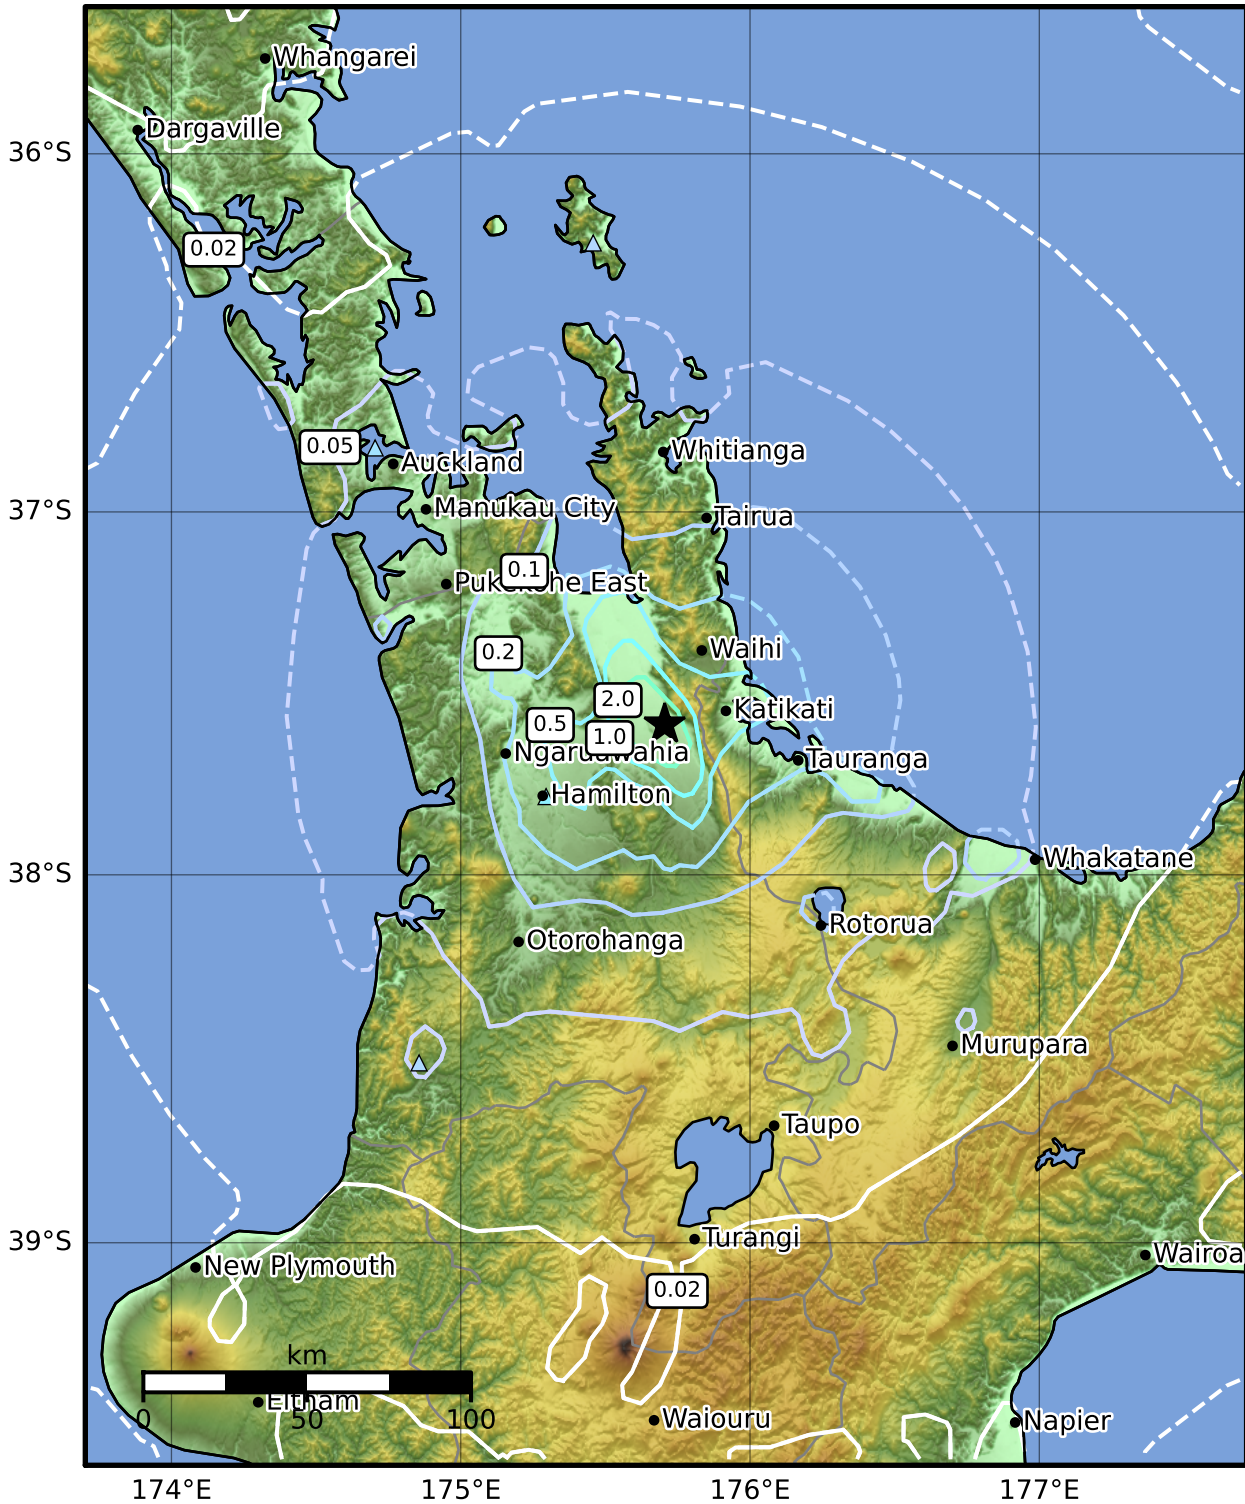 Whangarei
Dargaville
36°S
0.02
0.05
Whitianga
Auckland
Manukau City
37°S
Tairua
0.1
Pukekohe East
0.2
Waihi
2.0
Katikati
0.5
1.0
Ngaruawahia
Tauranga
Hamilton
Whakatane
38°S
Rotorua
Otorohanga
Murupara
Taupo
39°S
Turangi
Wairoa
New Plymouth
0.02
km
Eltham
0
50
100
Waiouru
Napier
174°E
175°E
176°E
177°E